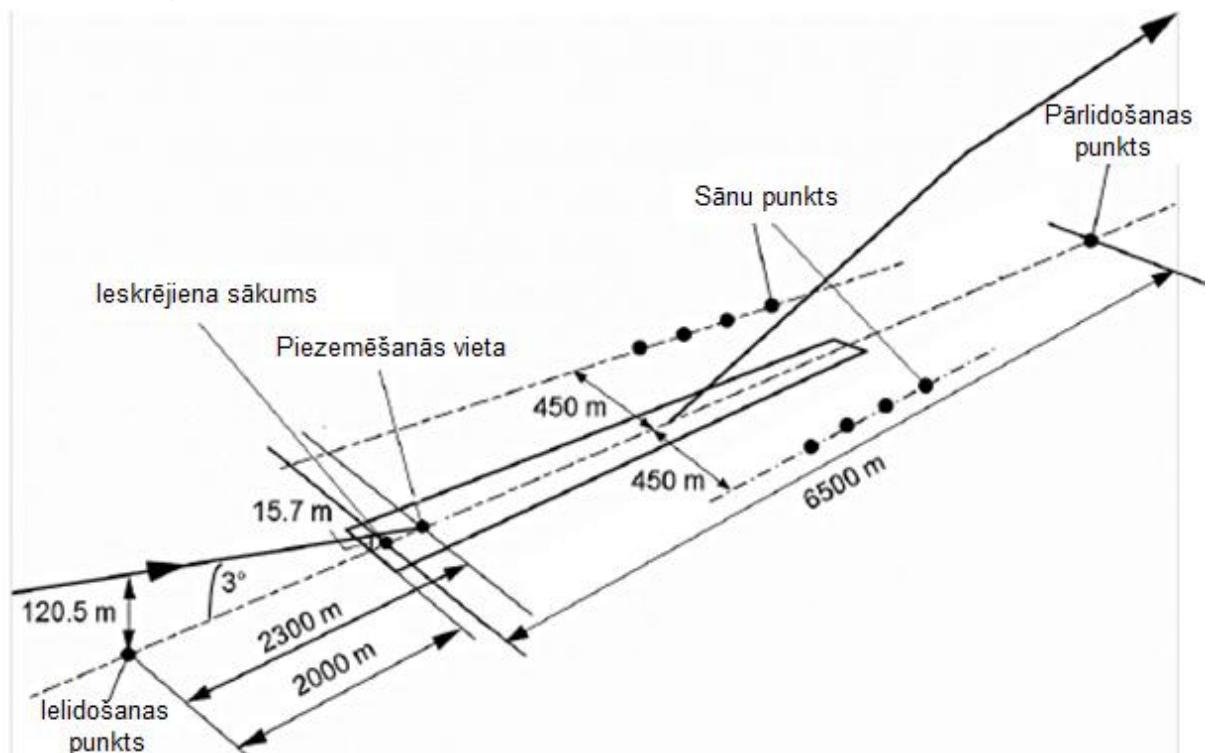 Pārlidošanas
punkts
Sānu punkts
Ieskrējiena sākums
Piezemēšanās vieta
450 m
450 m
6500 m
15.7 m
3°
120.5 m
2300 m
2000 m
Ielidošanas
punkts